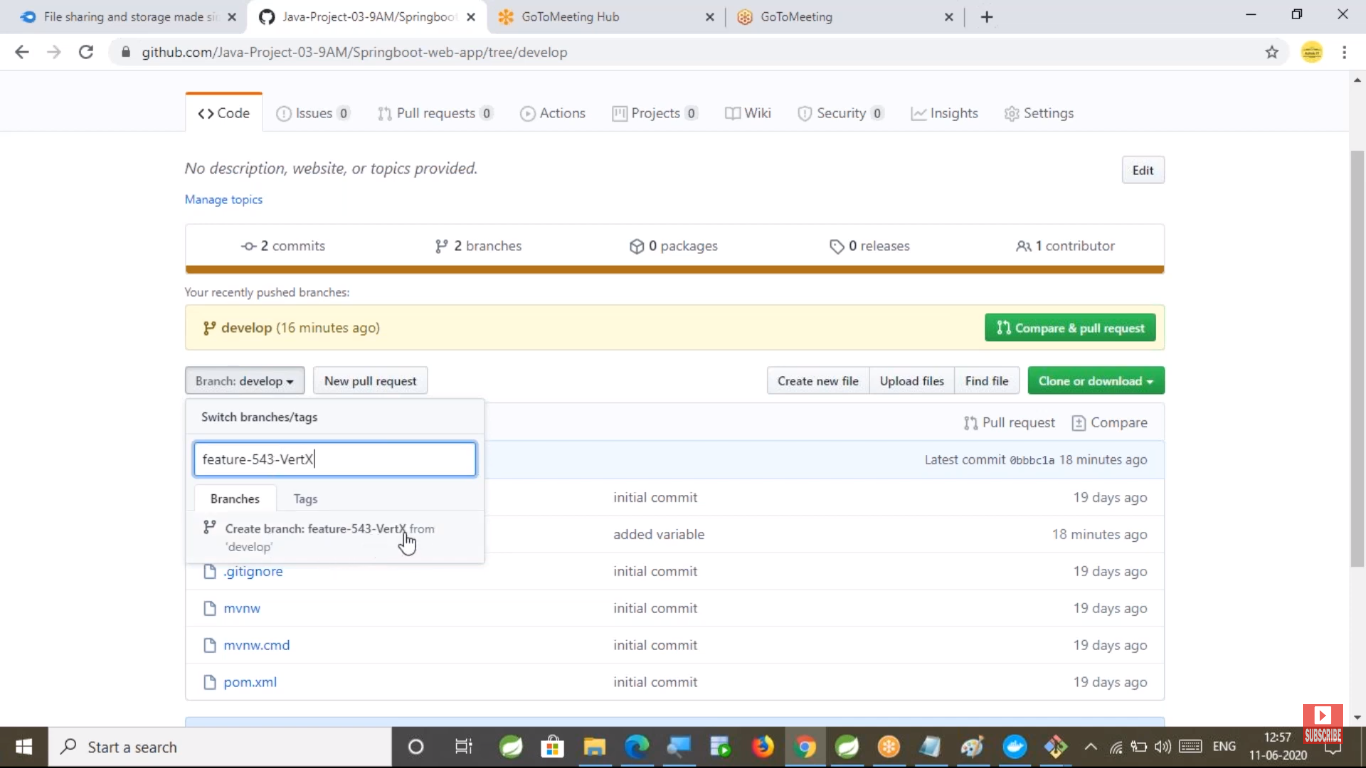 File sharing and storage made si
Java-Project-03-9AM/Springboot
GoToMeeting Hub
GoToMeeting
github.com/Java-Project-03-9AM/Springboot-web-app/tree/develop
Code
Issues 0
Pull requests 0
Actions
Projects 0
Wiki
Security 0
Insights
Settings
No description, website, or topics provided.
Edit
Manage topics
2 commits
2 branches
0 packages
0 releases
1 contributor
Your recently pushed branches:
develop (16 minutes ago)
Compare & pull request
Branch: develop
New pull request
Create new file
Upload files
Find file
Clone or download
Switch branches/tags
Pull request
Compare
feature-543-VertX
Latest commit 0bbbc1a 18 minutes ago
Branches
Tags
initial commit
19 days ago
Create branch: feature-543-VertX from
'develop'
added variable
18 minutes ago
.gitignore
initial commit
19 days ago
mvnw
initial commit
19 days ago
mvnw.cmd
initial commit
19 days ago
pom.xml
initial commit
19 days ago
Start a search
ENG
12:57
11-06-2020
SUBSCRIBE